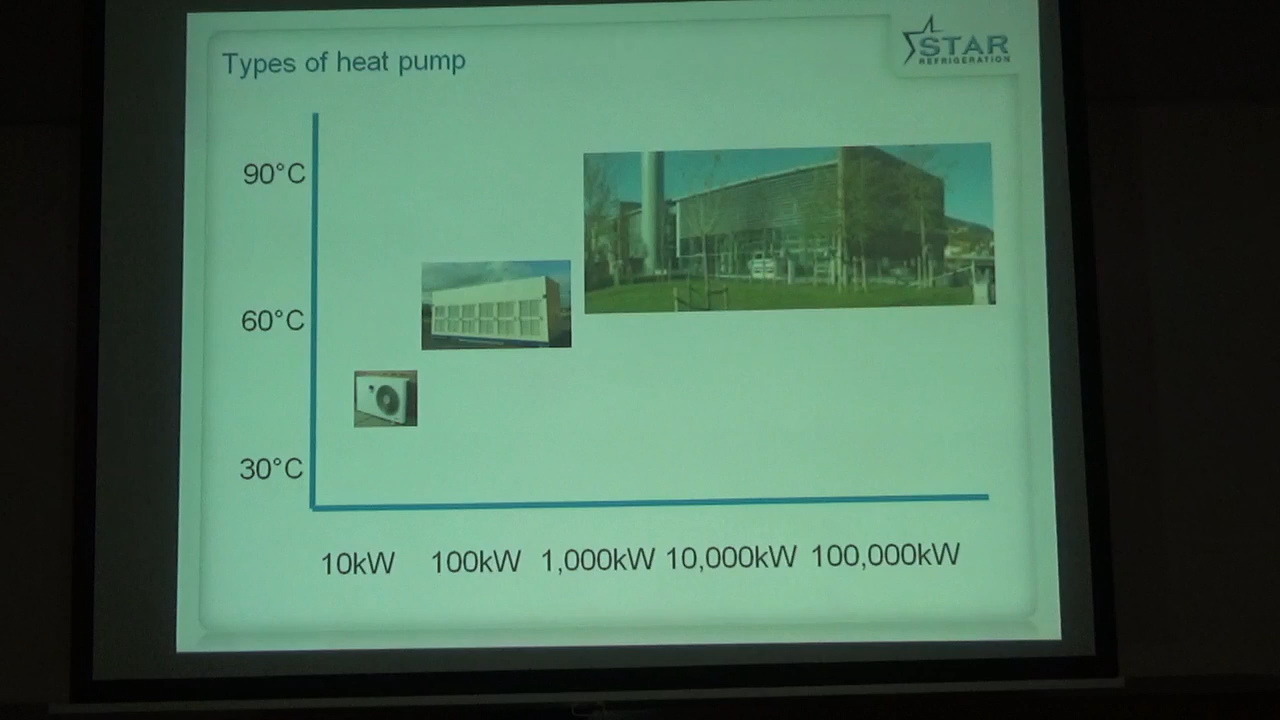 Types of heat pump
STAR
REFRIGERATION
90°C
60°C
30°C
10kW 100kW 1,000kW 10,000kW 100,000kW